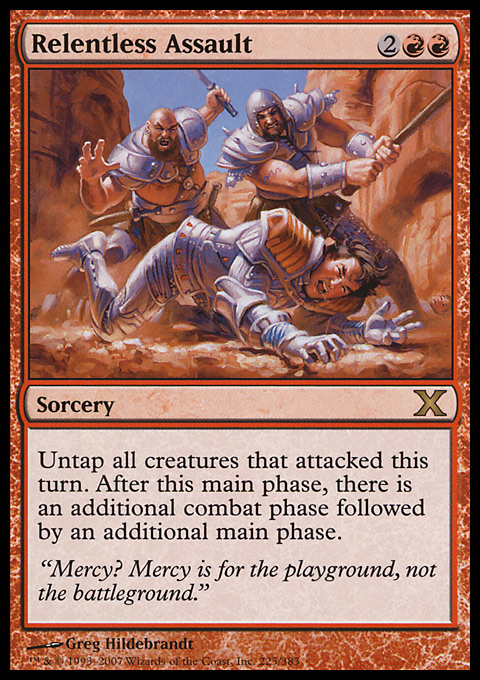 Relentless Assault 2
Sorcery X
Untap all creatures that attacked this
turn. After this main phase, there is
an additional combat phase followed
by an additional main phase.
“Mercy? Mercy is for the playground, not
the battleground.”
Greg Hildebrandt
™ & © 1993–2007 Wizards of the Coast, Inc. 225/383